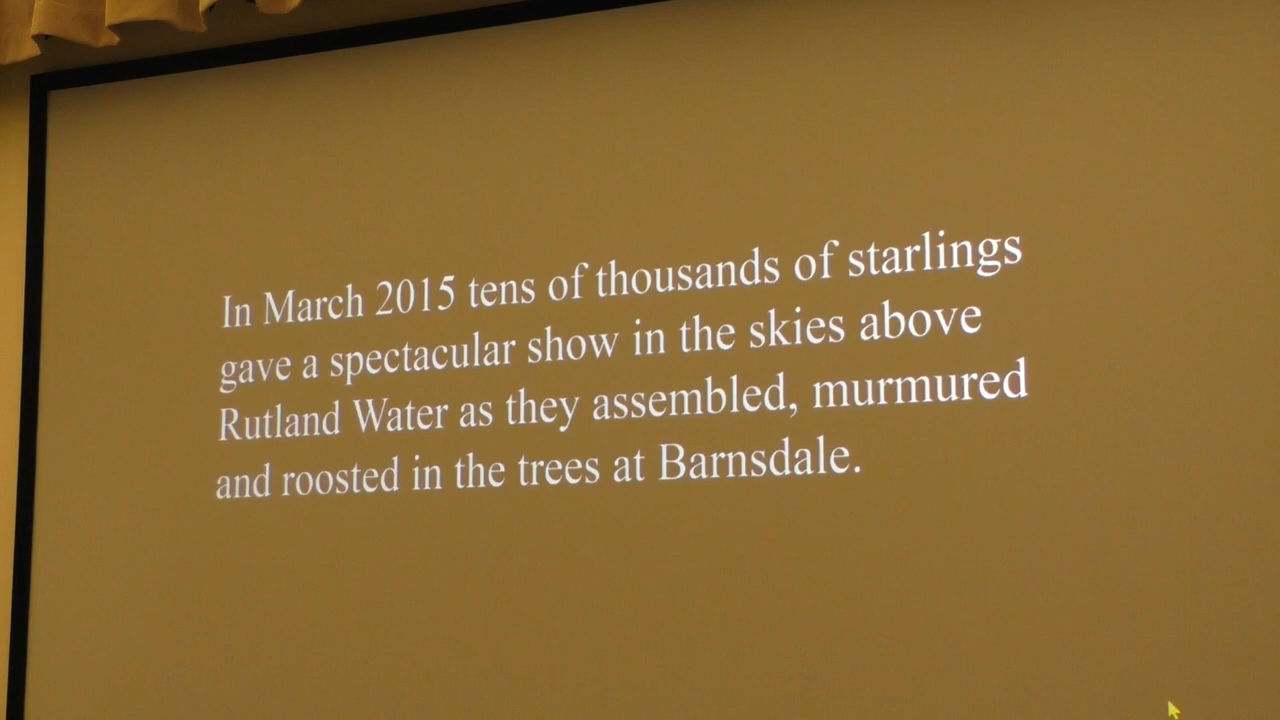 In March 2015 tens of thousands of starlings
gave a spectacular show in the skies above
Rutland Water as they assembled, murmured
and roosted in the trees at Barnsdale.